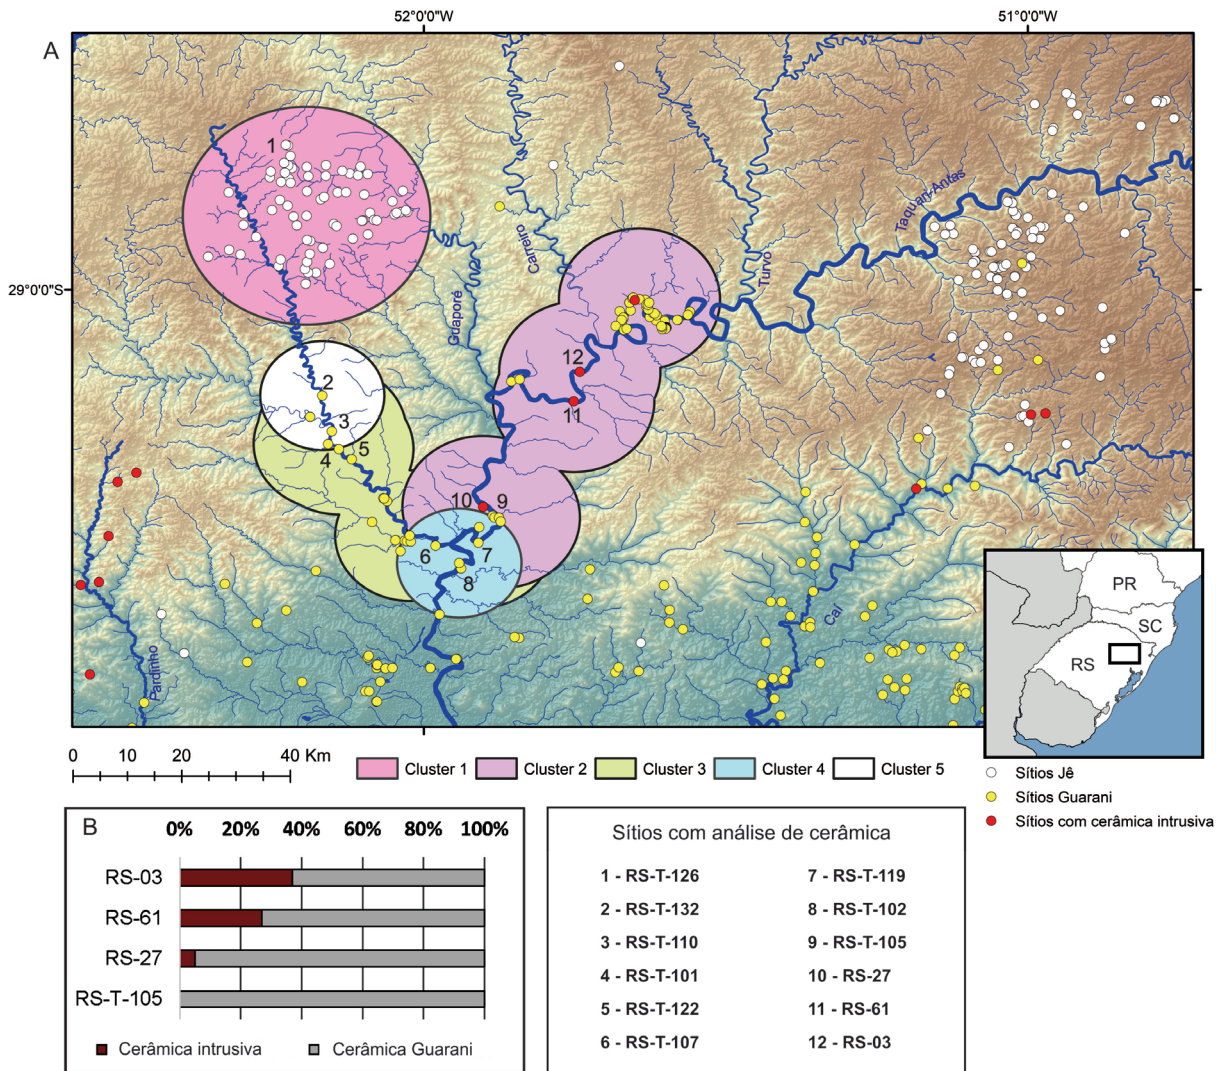 52°0'0"W
51°0'0"W
A
1
Taquari-Antas
Carreiro
Turvo
Guaporé
29°0'0"S
12
2
11
3
4
5
10
9
6
7
8
Caí
Pardinho
PR
SC
RS
0 10 20 40 Km
Cluster 1
Cluster 2
Cluster 3
Cluster 4
Cluster 5
Sítios Jê
Sítios Guarani
Sítios com cerâmica intrusiva
B
0% 20% 40% 60% 80% 100%
RS-03
RS-61
RS-27
RS-T-105
Cerâmica intrusiva
Cerâmica Guarani
Sítios com análise de cerâmica
1 - RS-T-126
2 - RS-T-132
3 - RS-T-110
4 - RS-T-101
5 - RS-T-122
6 - RS-T-107
7 - RS-T-119
8 - RS-T-102
9 - RS-T-105
10 - RS-27
11 - RS-61
12 - RS-03